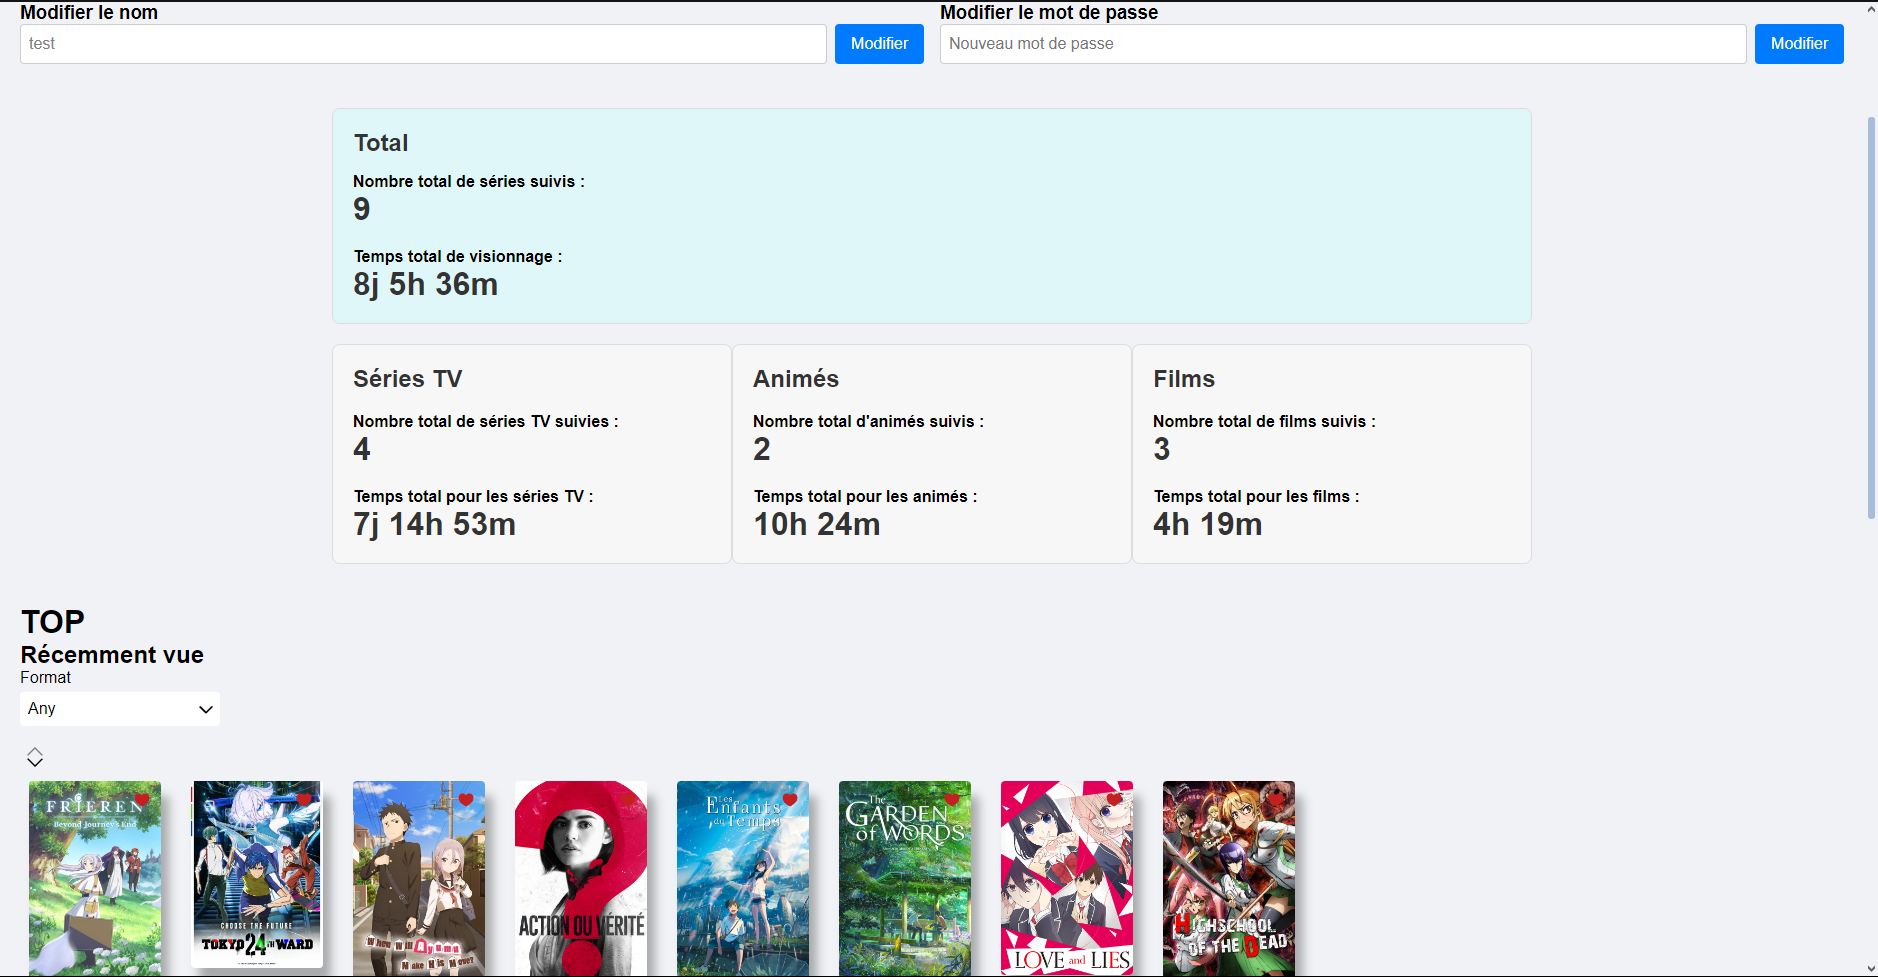 Modifier le nom
test
Modifier
Modifier le mot de passe
Nouveau mot de passe
Modifier
Total
Nombre total de séries suivis :
9
Temps total de visionnage :
8j 5h 36m
Séries TV
Nombre total de séries TV suivies :
4
Temps total pour les séries TV :
7j 14h 53m
Animés
Nombre total d'animés suivis :
2
Temps total pour les animés :
10h 24m
Films
Nombre total de films suivis :
3
Temps total pour les films :
4h 19m
TOP
Récemment vue
Format
Any
FRIEREN
Beyond Journey's End
CHOOSE THE FUTURE
TOKYO 24TH WARD
When Will Ayumu
Make His Move?
ACTION OU VÉRITÉ
Les
Enfants
du Temps
The
GARDEN
of WORDS
LOVE and LIES
HIGHSCHOOL
OF THE DEAD